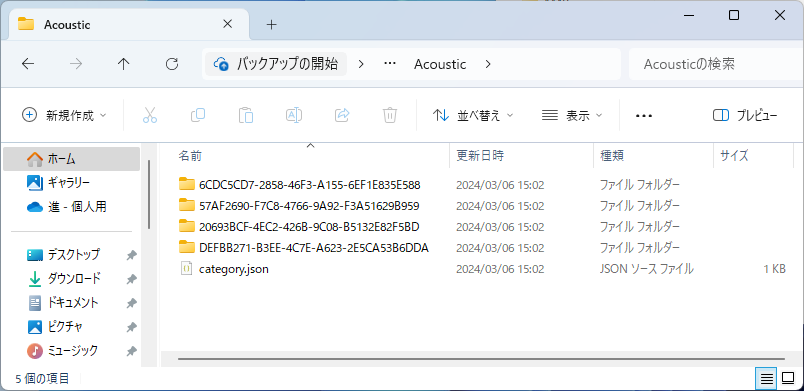 Acoustic
バックアップの開始 > … Acoustic > Acousticの検索
新規作成 並べ替え 表示 … プレビュー
ホーム
ギャラリー
進 - 個人用
デスクトップ
ダウンロード
ドキュメント
ピクチャ
ミュージック
名前 更新日時 種類 サイズ
6CDC5CD7-2858-46F3-A155-6EF1E835E588 2024/03/06 15:02 ファイル フォルダー
57AF2690-F7C8-4766-9A92-F3A51629B959 2024/03/06 15:02 ファイル フォルダー
20693BCF-4EC2-426B-9C08-B5132E82F5BD 2024/03/06 15:02 ファイル フォルダー
DEFBB271-B3EE-4C7E-A623-2E5CA53B6DDA 2024/03/06 15:02 ファイル フォルダー
category.json 2024/03/06 15:02 JSON ソース ファイル 1 KB
5 個の項目